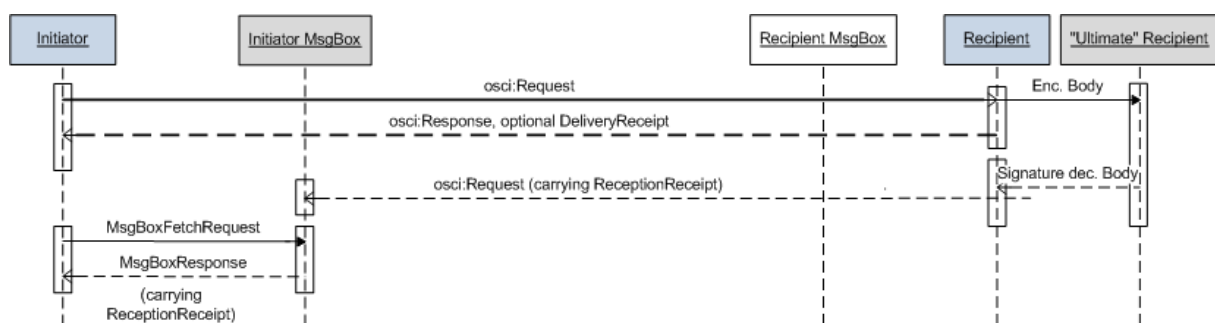 Initiator
Initiator MsgBox
Recipient MsgBox
Recipient
"Ultimate" Recipient
osci:Request
Enc. Body
osci:Response, optional DeliveryReceipt
Signature dec. Body
osci:Request (carrying ReceptionReceipt)
MsgBoxFetchRequest
MsgBoxResponse
(carrying
ReceptionReceipt)